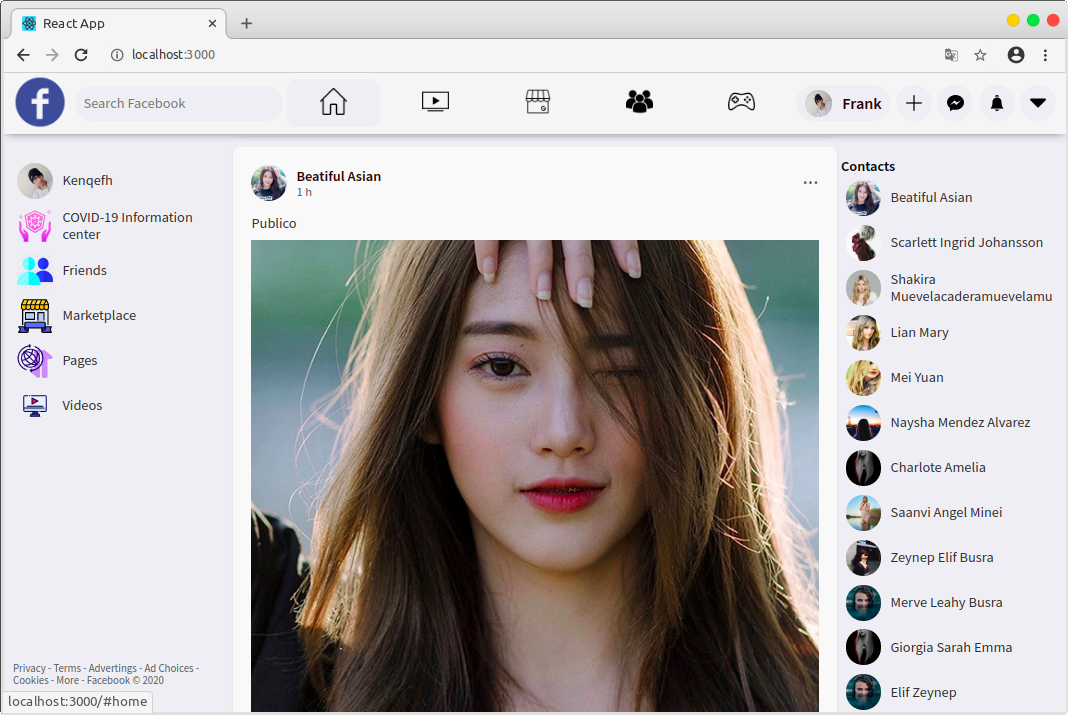 React App
localhost:3000
f
Search Facebook
G
Frank
Kenqefh
COVID-19 Information
center
Friends
Marketplace
Pages
Videos
Privacy - Terms - Advertings - Ad Choices -
Cookies - More - Facebook © 2020
localhost:3000/#home
Beatiful Asian
1 h
Publico
Contacts
Beatiful Asian
Scarlett Ingrid Johansson
Shakira
Muevelacaderamuevelamu
Lian Mary
Mei Yuan
Naysha Mendez Alvarez
Charlote Amelia
Saanvi Angel Minei
Zeynep Elif Busra
Merve Leahy Busra
Giorgia Sarah Emma
Elif Zeynep